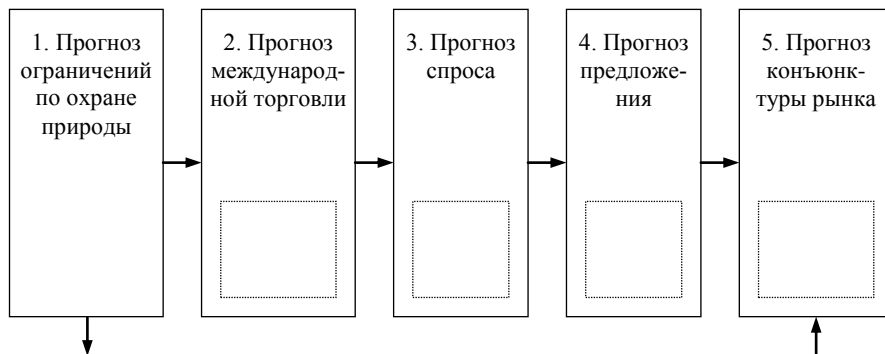 1. Прогноз
ограничений
по охране
природы
2. Прогноз
международ-
ной торговли
3. Прогноз
спроса
4. Прогноз
предложе-
ния
5. Прогноз
конъюнк-
туры рынка